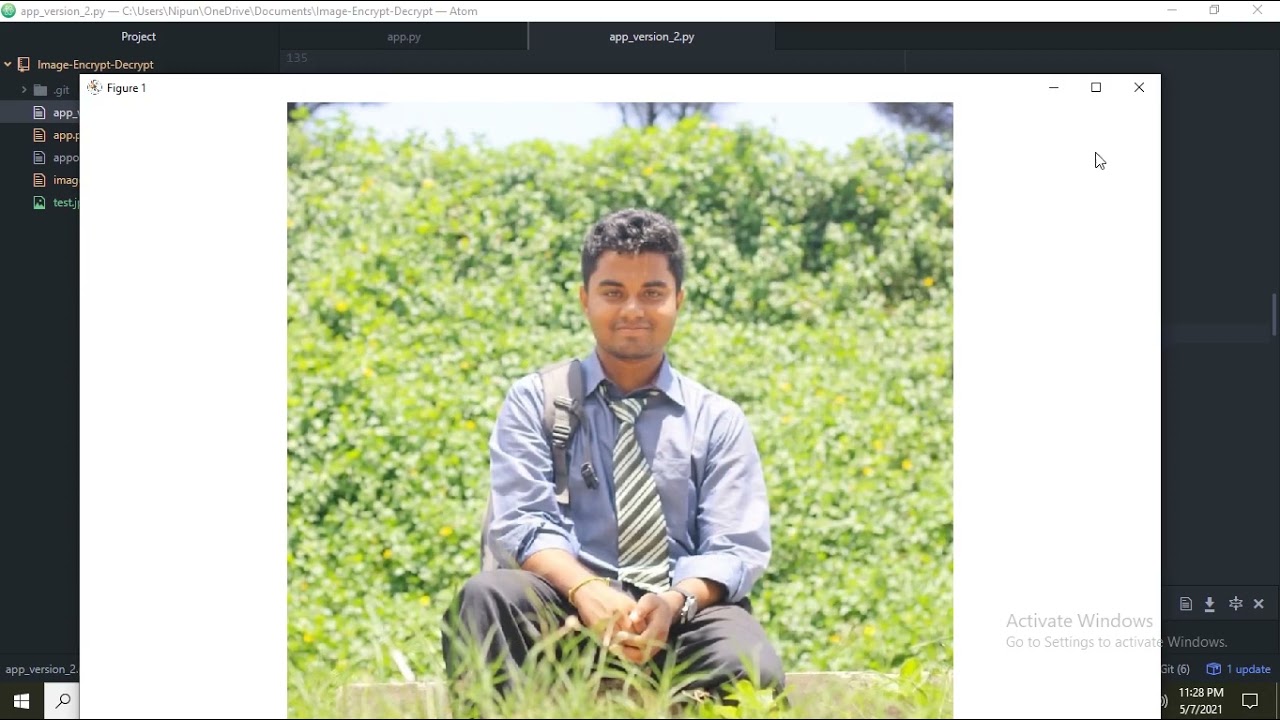 app_version_2.py — C:\Users\Nipun\OneDrive\Documents\Image-Encrypt-Decrypt — Atom
Project
app.py
app_version_2.py
Image-Encrypt-Decrypt
135
Figure 1
.git
app_v
app.p
appo
imag
test.jp
Activate Windows
Go to Settings to activate Windows.
app_version_2.
Git (6)
1 update
11:28 PM
5/7/2021